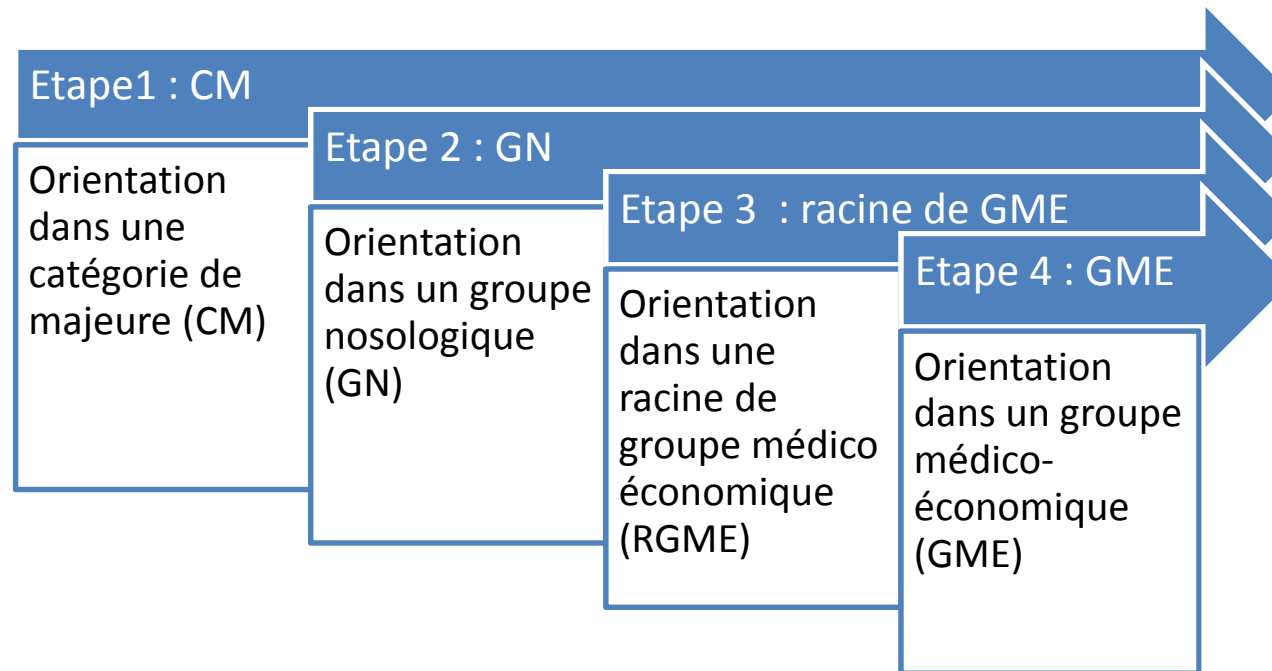 Etape1 : CM
Orientation
dans une
catégorie de
majeure (CM)
Etape 2 : GN
Orientation
dans un groupe
nosologique
(GN)
Etape 3  : racine de GME
Orientation
dans une
racine de
groupe médico
économique
(RGME)
Etape 4 : GME
Orientation
dans un groupe
médico-
économique
(GME)